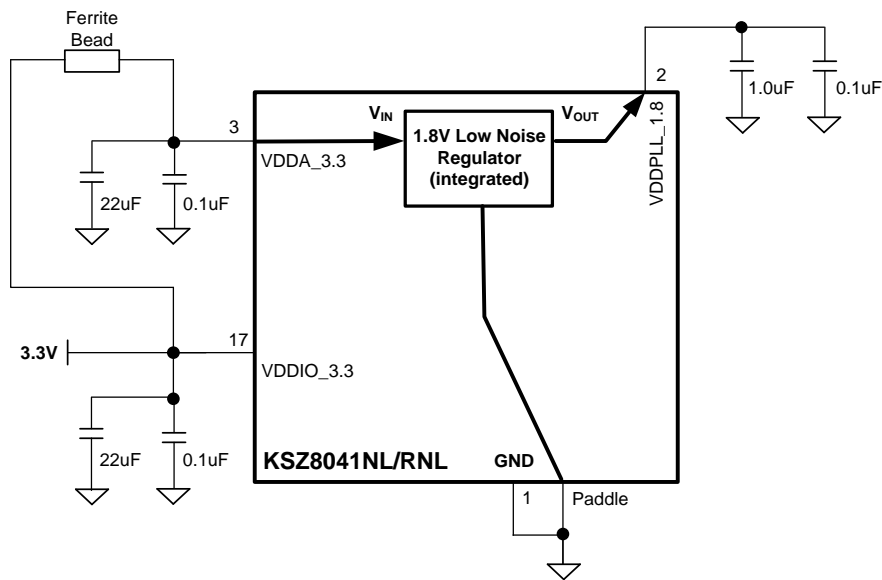 Ferrite
Bead
2
1.0uF
0.1uF
3
VIN
VOUT
1.8V Low Noise
Regulator
(integrated)
VDDPLL_1.8
VDDA_3.3
22uF
0.1uF
3.3V
17
VDDIO_3.3
22uF
0.1uF
KSZ8041NL/RNL
GND
1
Paddle